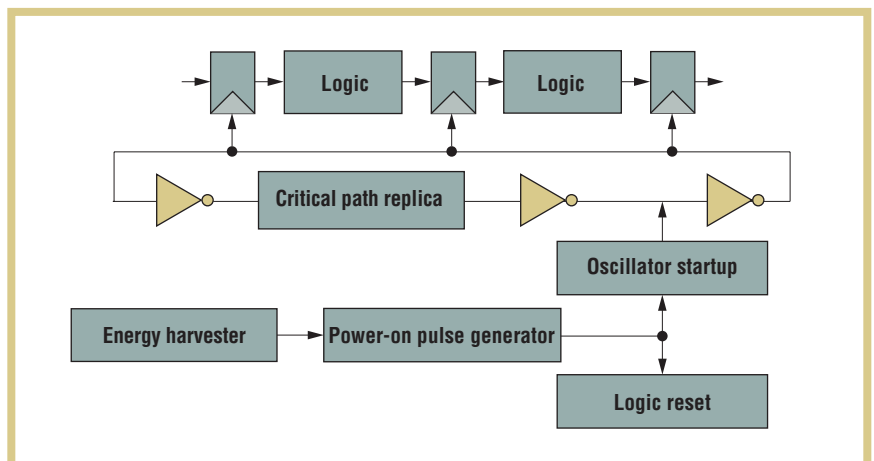 Logic
Logic
Critical path replica
Oscillator startup
Energy harvester
Power-on pulse generator
Logic reset